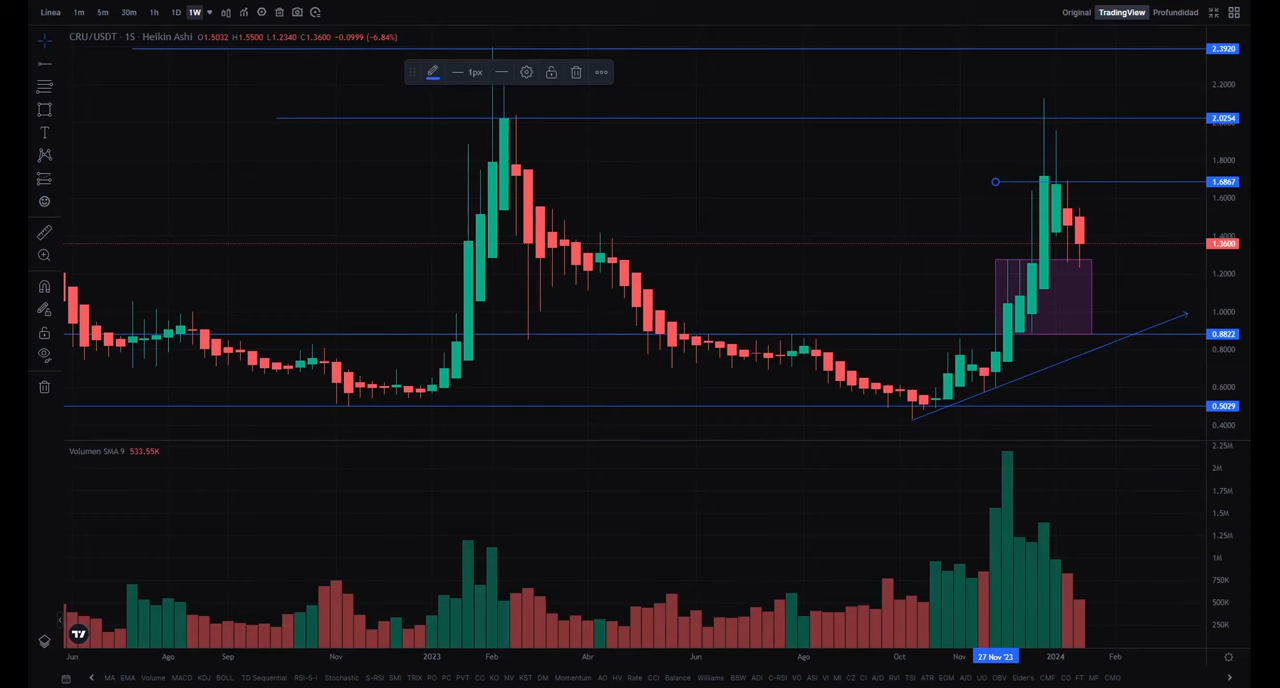 Línea 1m 5m 30m 1h 1D 1W Original TradingView Profundidad
CRU/USDT · 1S · Heikin Ashi O1.5032 H1.5500 L1.2340 C1.3600 −0.0999 (−6.84%)
1px
2.3920
2.2000
2.0254
1.8000
1.6867
1.6000
1.4000
1.3600
1.2000
1.0000
0.8822
0.8000
0.6000
0.5029
0.4000
Volumen SMA 9 533.55K
2.25M
2M
1.75M
1.5M
1.25M
1M
750K
500K
250K
Jun Ago Sep Nov 2023 Feb Abr Jun Ago Oct Nov 27 Nov '23 2024 Feb
MA EMA Volume MACD KDJ BOLL TD Sequential RSI-S-I Stochastic S-RSI SMI TRIX PO PC PVT CC KO NV KST DM Momentum AO HV Rate CCI Balance Williams BBW ADI C-RSI VO ASI VI MI CZ CI A/D RVI TSI ATR EOM A/D UO OBV Elder's CMF CO FT MF CMO